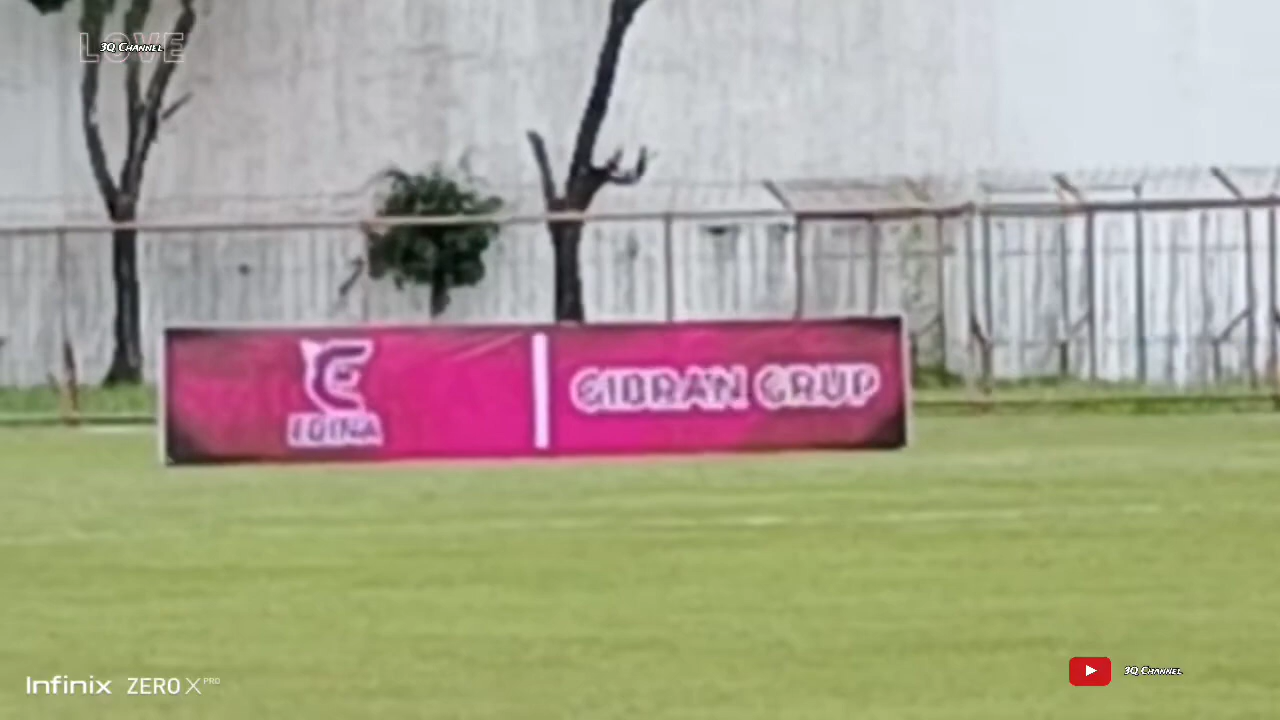 LOVE
3Q CHANNEL
GIBRAN GRUP
EDINA
Infinix ZERO X PRO
3Q CHANNEL